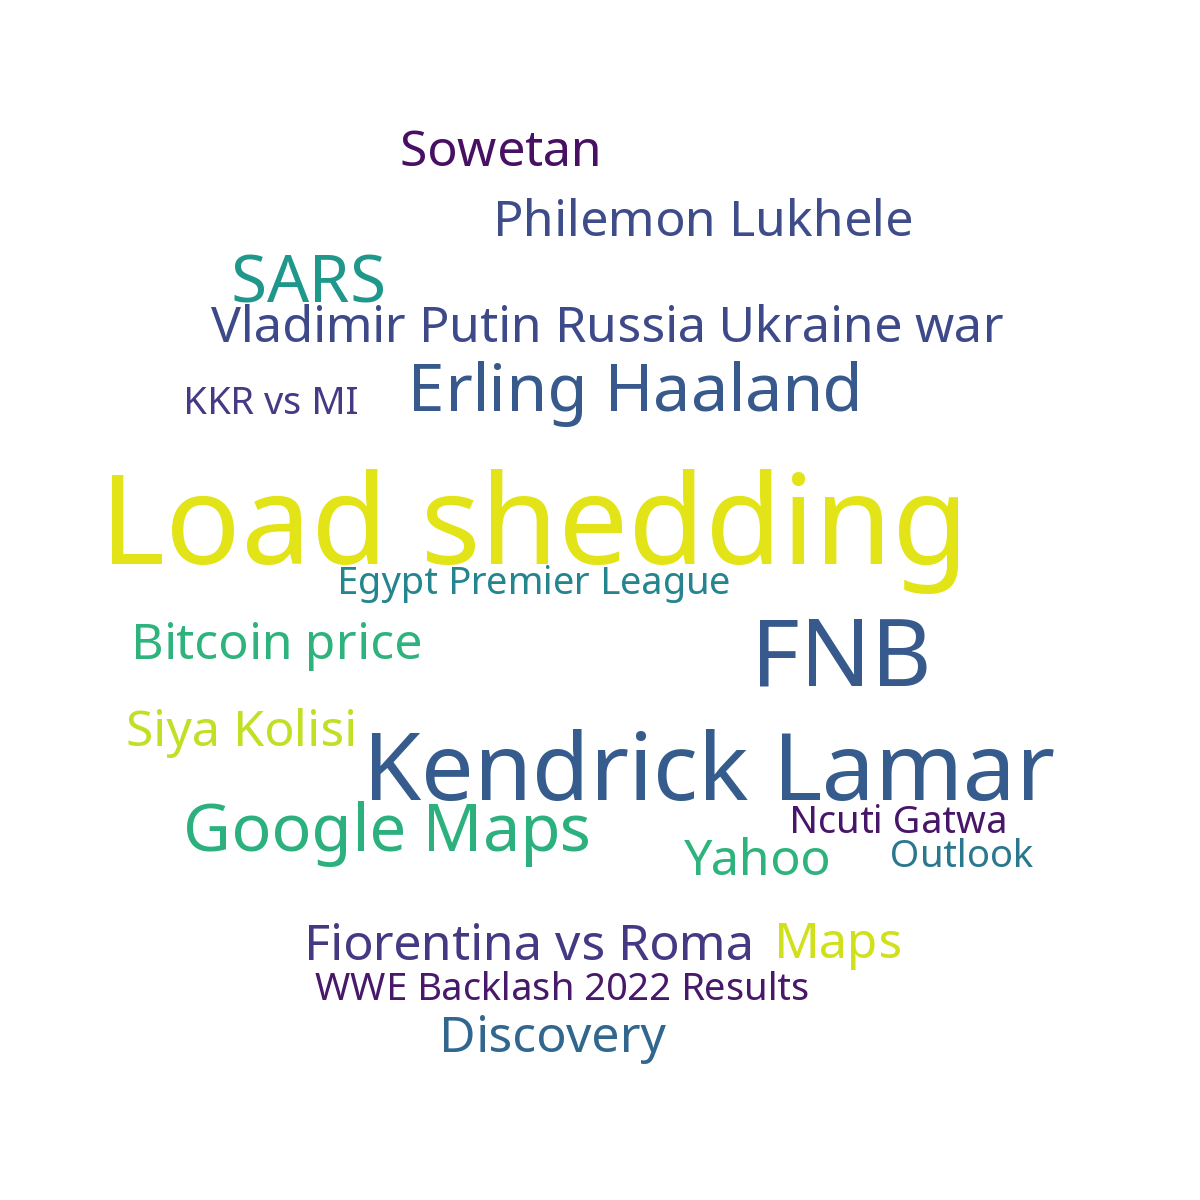 Sowetan
Philemon Lukhele
SARS
Vladimir Putin Russia Ukraine war
Erling Haaland
KKR vs MI
Load shedding
Egypt Premier League
Bitcoin price
FNB
Siya Kolisi
Kendrick Lamar
Google Maps
Ncuti Gatwa
Yahoo
Outlook
Fiorentina vs Roma
Maps
WWE Backlash 2022 Results
Discovery